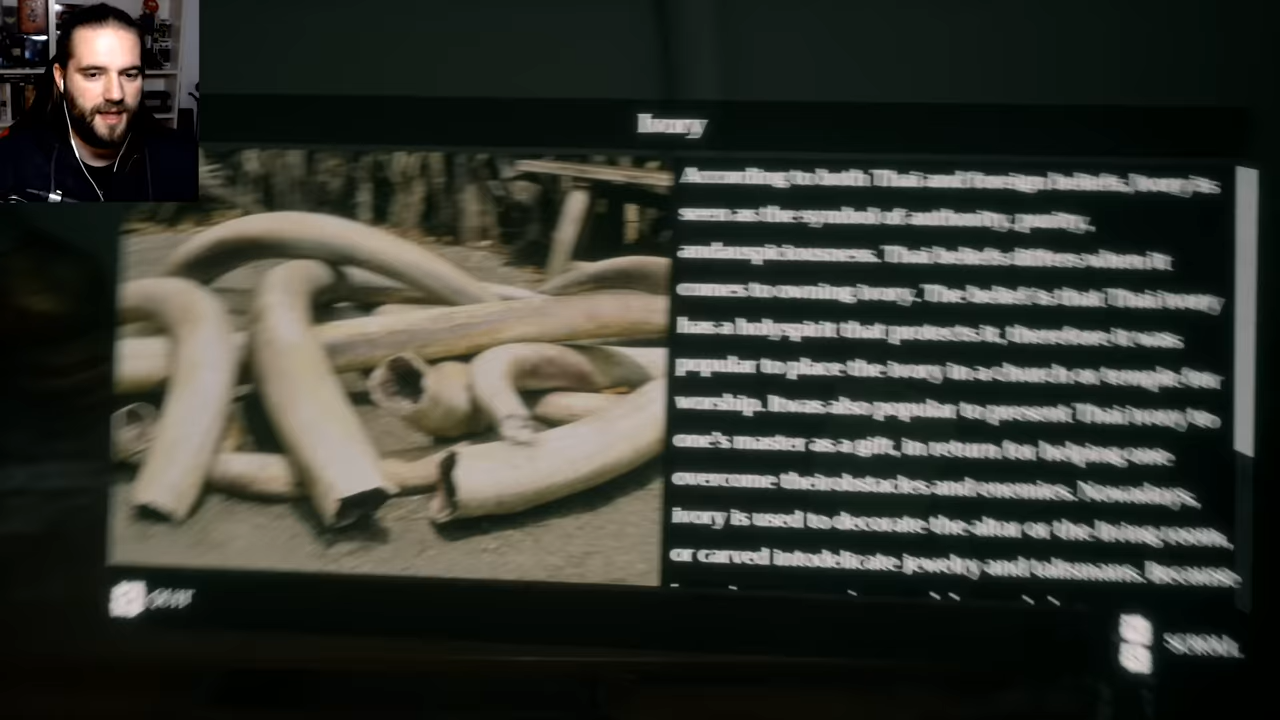 Ivory
According to both Thai and foreign beliefs, Ivory is
seen as the symbol of authority, purity,
andauspiciousness. Thai beliefs differs when it
comes to owning ivory. The belief is that Thai ivory
has a holy spirit that protects it, therefore it was
popular to place the ivory in a church or temple for
worship. It was also popular to present Thai ivory to
one's master as a gift, in return for helping one
overcome their obstacles and enemies. Nowadays,
ivory is used to decorate the altar or the living room,
or carved intodelicate jewelry and talismans. Because
SCROLL